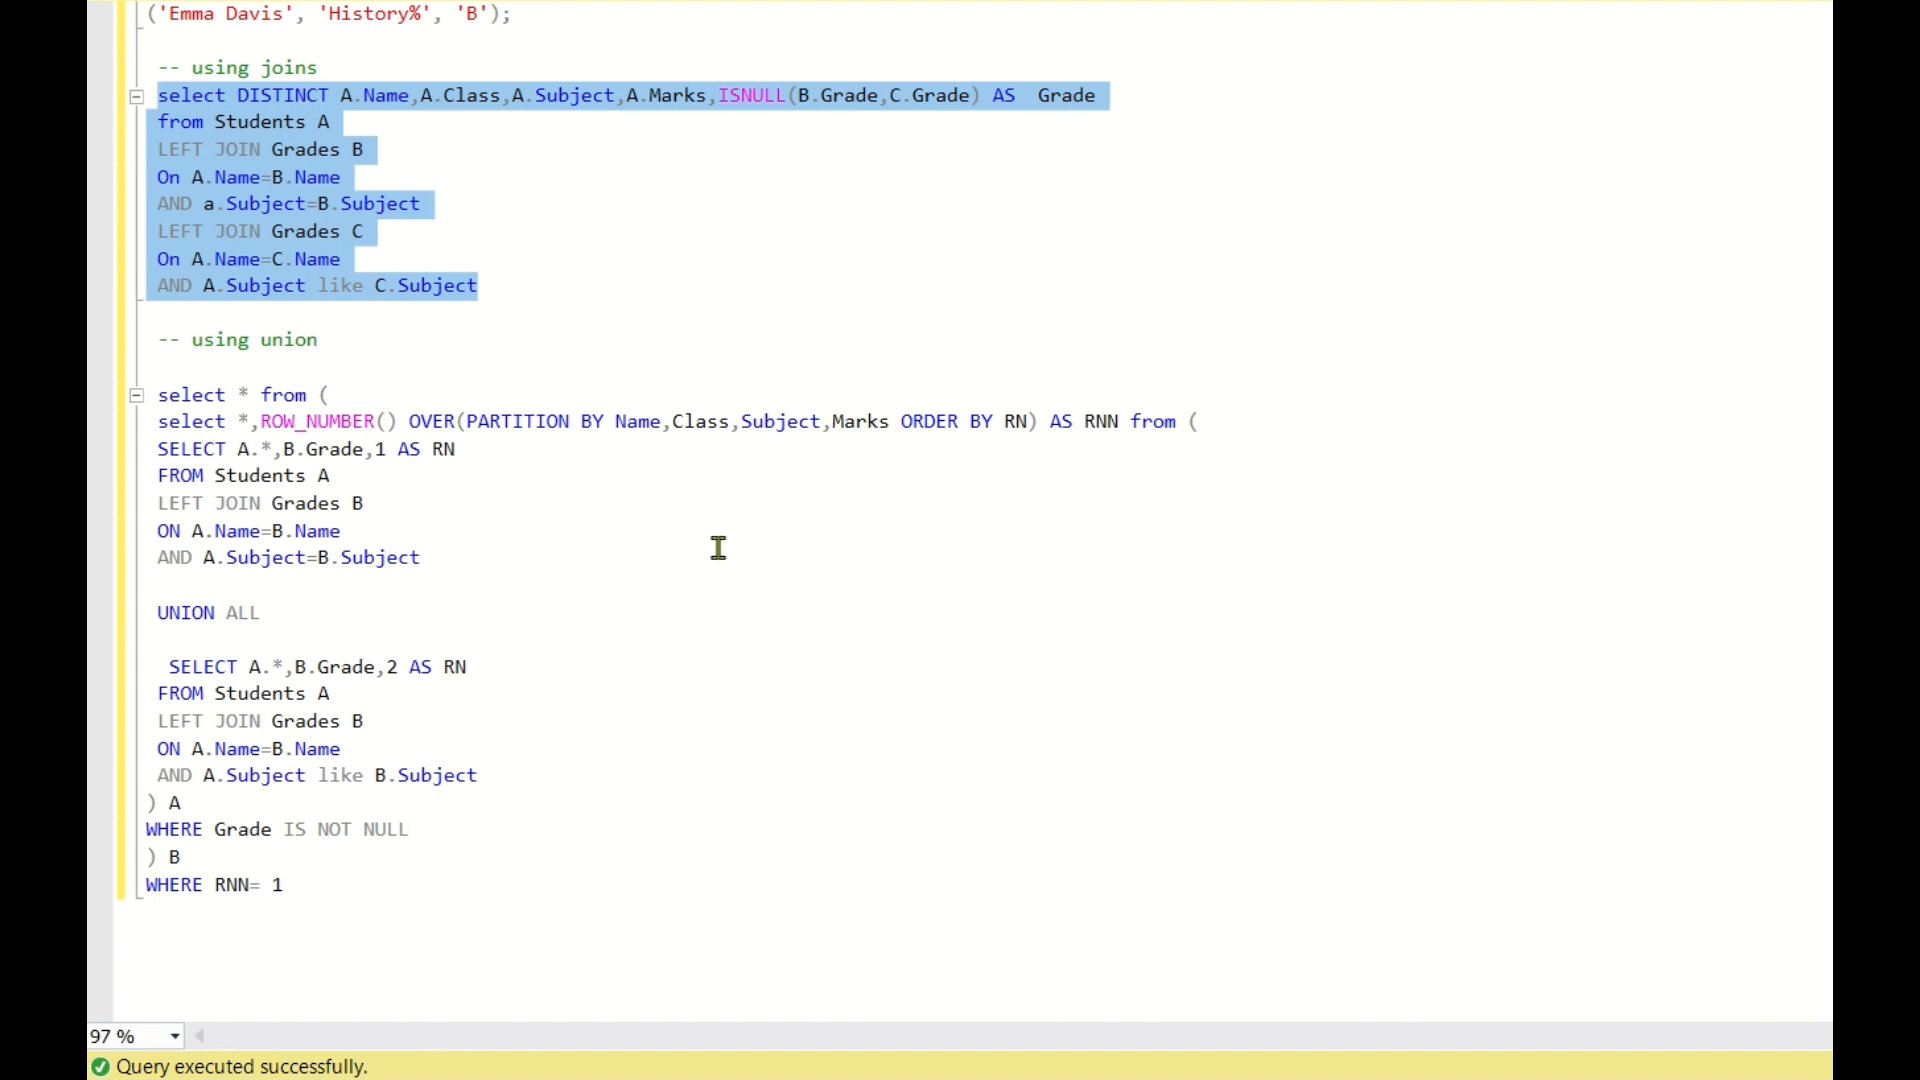 ('Emma Davis', 'History%', 'B');
-- using joins
select DISTINCT A.Name,A.Class,A.Subject,A.Marks,ISNULL(B.Grade,C.Grade) AS  Grade
from Students A
LEFT JOIN Grades B
On A.Name=B.Name
AND a.Subject=B.Subject
LEFT JOIN Grades C
On A.Name=C.Name
AND A.Subject like C.Subject
-- using union
select * from (
select *,ROW_NUMBER() OVER(PARTITION BY Name,Class,Subject,Marks ORDER BY RN) AS RNN from (
SELECT A.*,B.Grade,1 AS RN
FROM Students A
LEFT JOIN Grades B
ON A.Name=B.Name
AND A.Subject=B.Subject
UNION ALL
SELECT A.*,B.Grade,2 AS RN
FROM Students A
LEFT JOIN Grades B
ON A.Name=B.Name
AND A.Subject like B.Subject
) A
WHERE Grade IS NOT NULL
) B
WHERE RNN= 1
97 %
Query executed successfully.